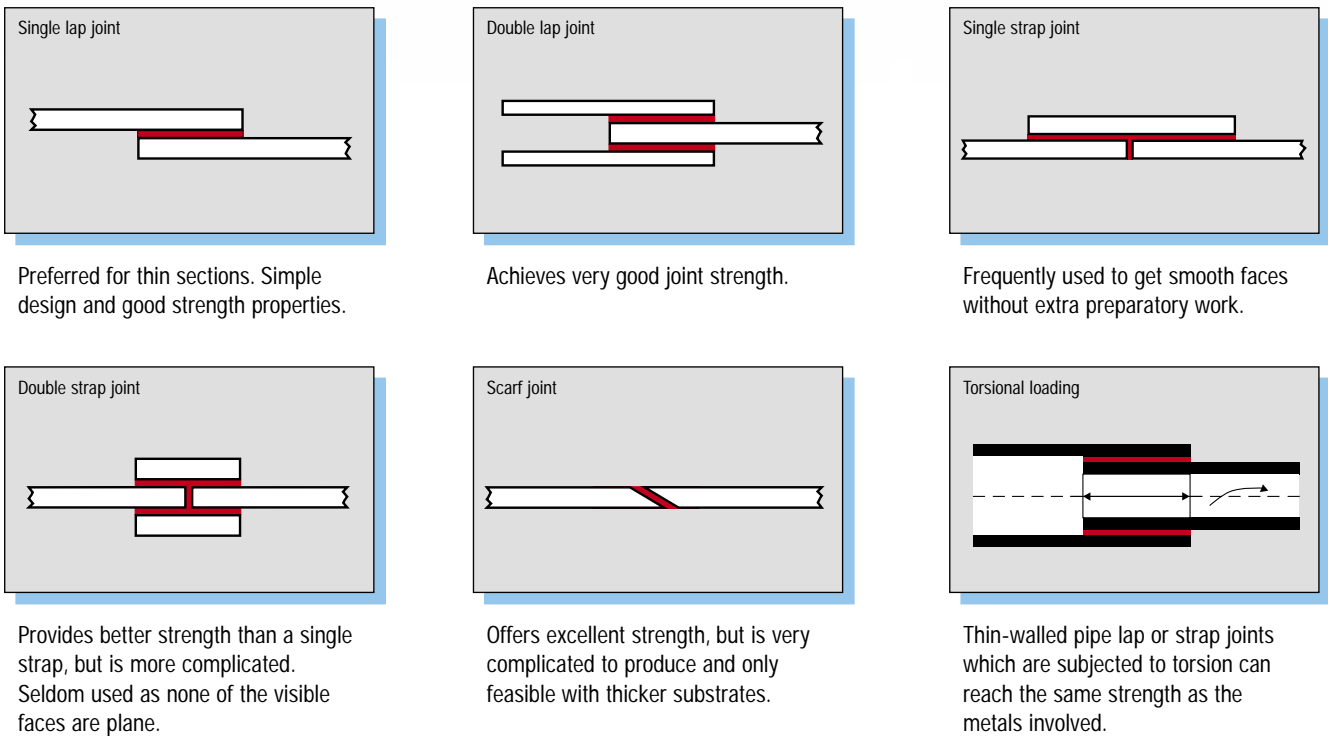 Single lap joint
Preferred for thin sections. Simple
design and good strength properties.
Double lap joint
Achieves very good joint strength.
Single strap joint
Frequently used to get smooth faces
without extra preparatory work.
Double strap joint
Provides better strength than a single
strap, but is more complicated.
Seldom used as none of the visible
faces are plane.
Scarf joint
Offers excellent strength, but is very
complicated to produce and only
feasible with thicker substrates.
Torsional loading
Thin-walled pipe lap or strap joints
which are subjected to torsion can
reach the same strength as the
metals involved.